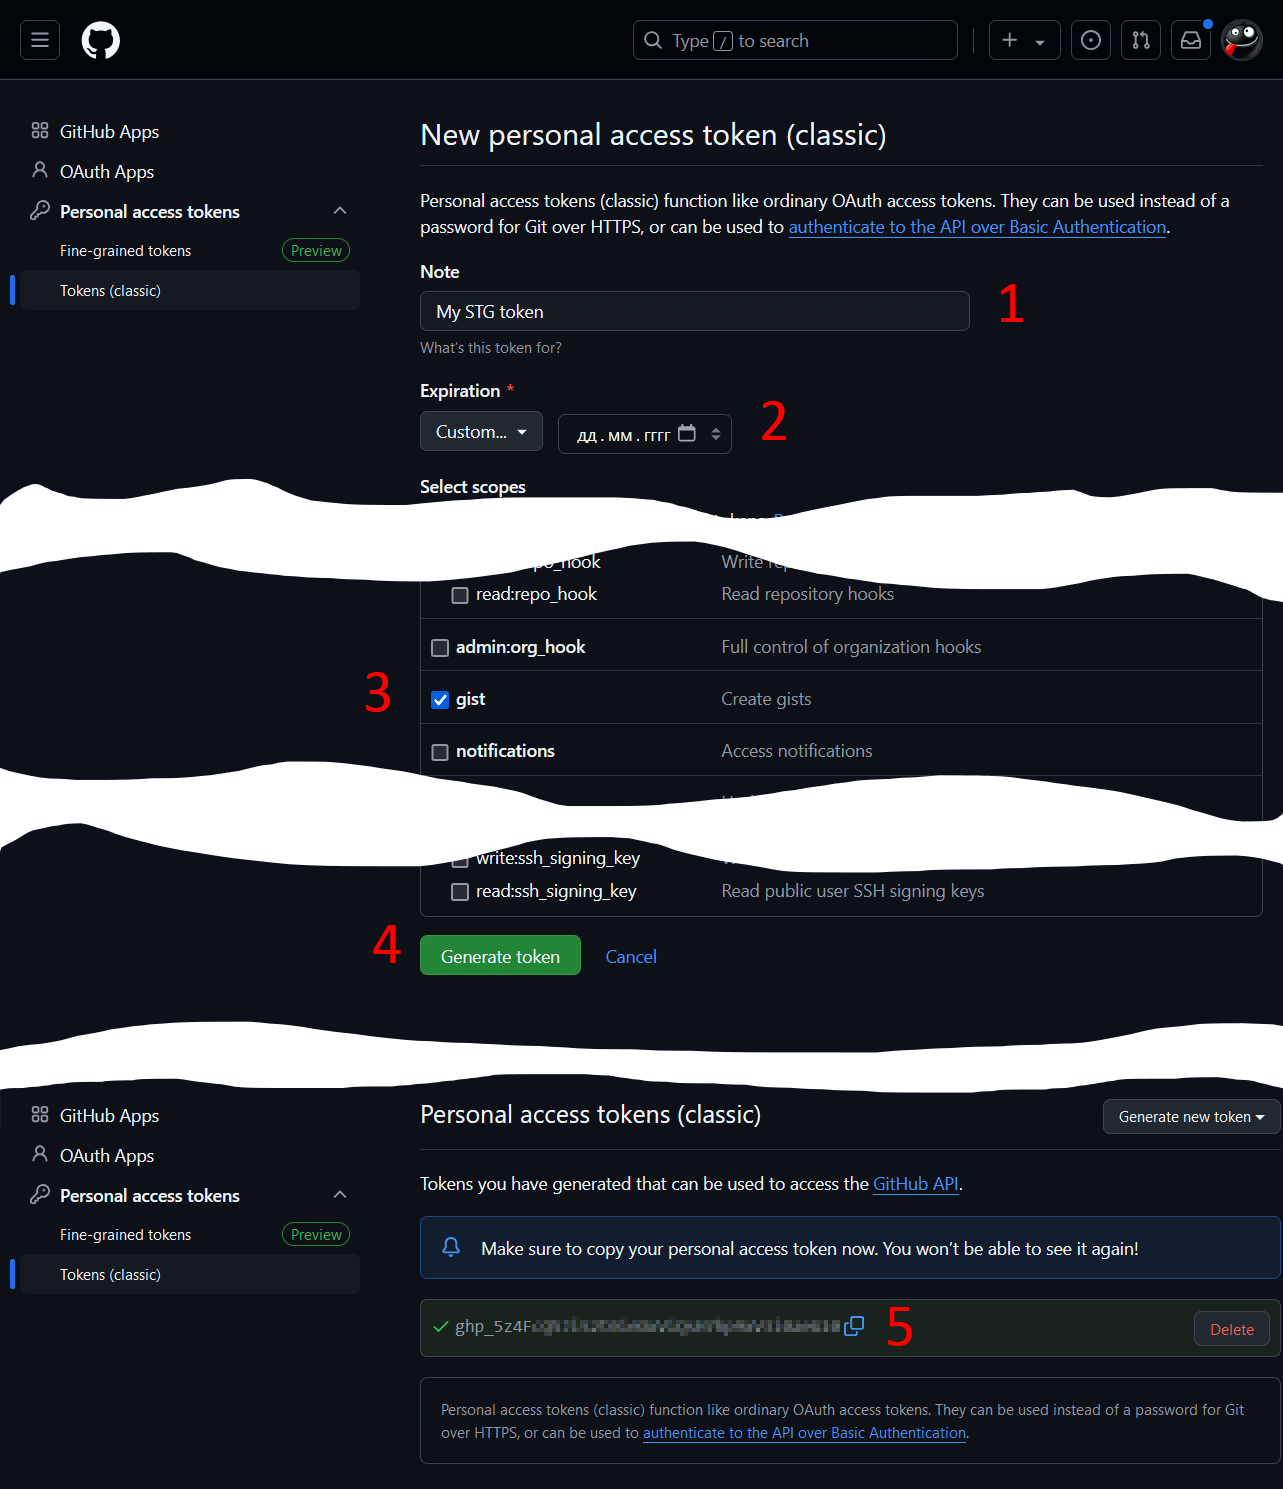 Type / to search
GitHub Apps
OAuth Apps
Personal access tokens
Fine-grained tokens Preview
Tokens (classic)
New personal access token (classic)
Personal access tokens (classic) function like ordinary OAuth access tokens. They can be used instead of a
password for Git over HTTPS, or can be used to authenticate to the API over Basic Authentication.
Note
My STG token 1
What's this token for?
Expiration *
Custom... дд . мм . гггг 2
Select scopes
read:repo_hook Read repository hooks
admin:org_hook Full control of organization hooks
3 gist Create gists
notifications Access notifications
write:ssh_signing_key
read:ssh_signing_key Read public user SSH signing keys
4 Generate token Cancel
GitHub Apps
OAuth Apps
Personal access tokens
Fine-grained tokens Preview
Tokens (classic)
Personal access tokens (classic) Generate new token
Tokens you have generated that can be used to access the GitHub API.
Make sure to copy your personal access token now. You won't be able to see it again!
ghp_5z4F 5 Delete
Personal access tokens (classic) function like ordinary OAuth access tokens. They can be used instead of a password for Git
over HTTPS, or can be used to authenticate to the API over Basic Authentication.